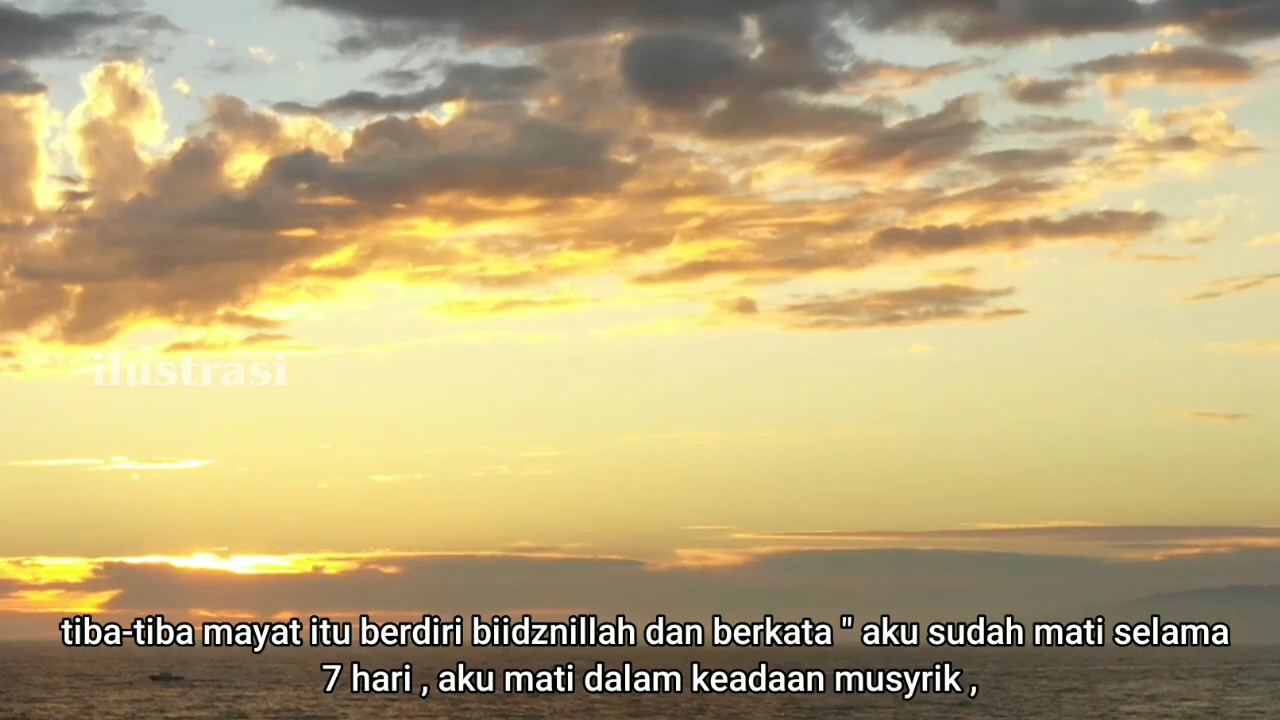 ilustrasi
tiba-tiba mayat itu berdiri biidznillah dan berkata " aku sudah mati selama
7 hari , aku mati dalam keadaan musyrik ,